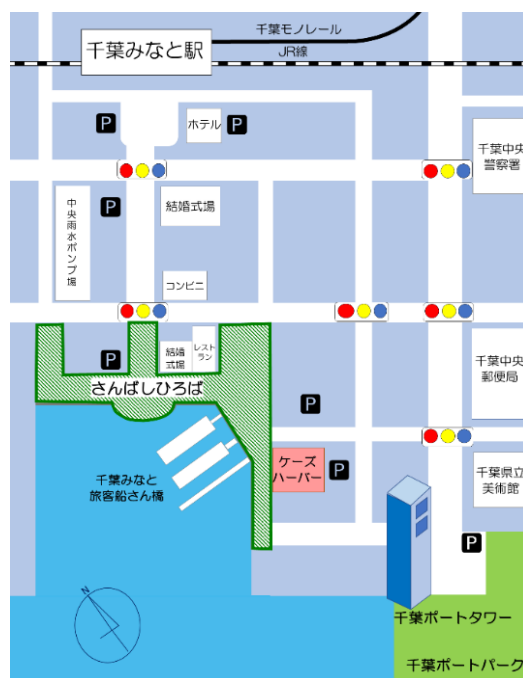 千葉モノレール
千葉みなと駅
JR線
P
ホテル
P
千葉中央
警察署
中央雨水ポンプ場
P
結婚式場
コンビニ
P
結婚
式場
レスト
ラン
千葉中央
郵便局
さんばしひろば
P
千葉みなと
旅客船さん橋
ケーズ
ハーバー
P
千葉県立
美術館
P
N
千葉ポートタワー
千葉ポートパーク